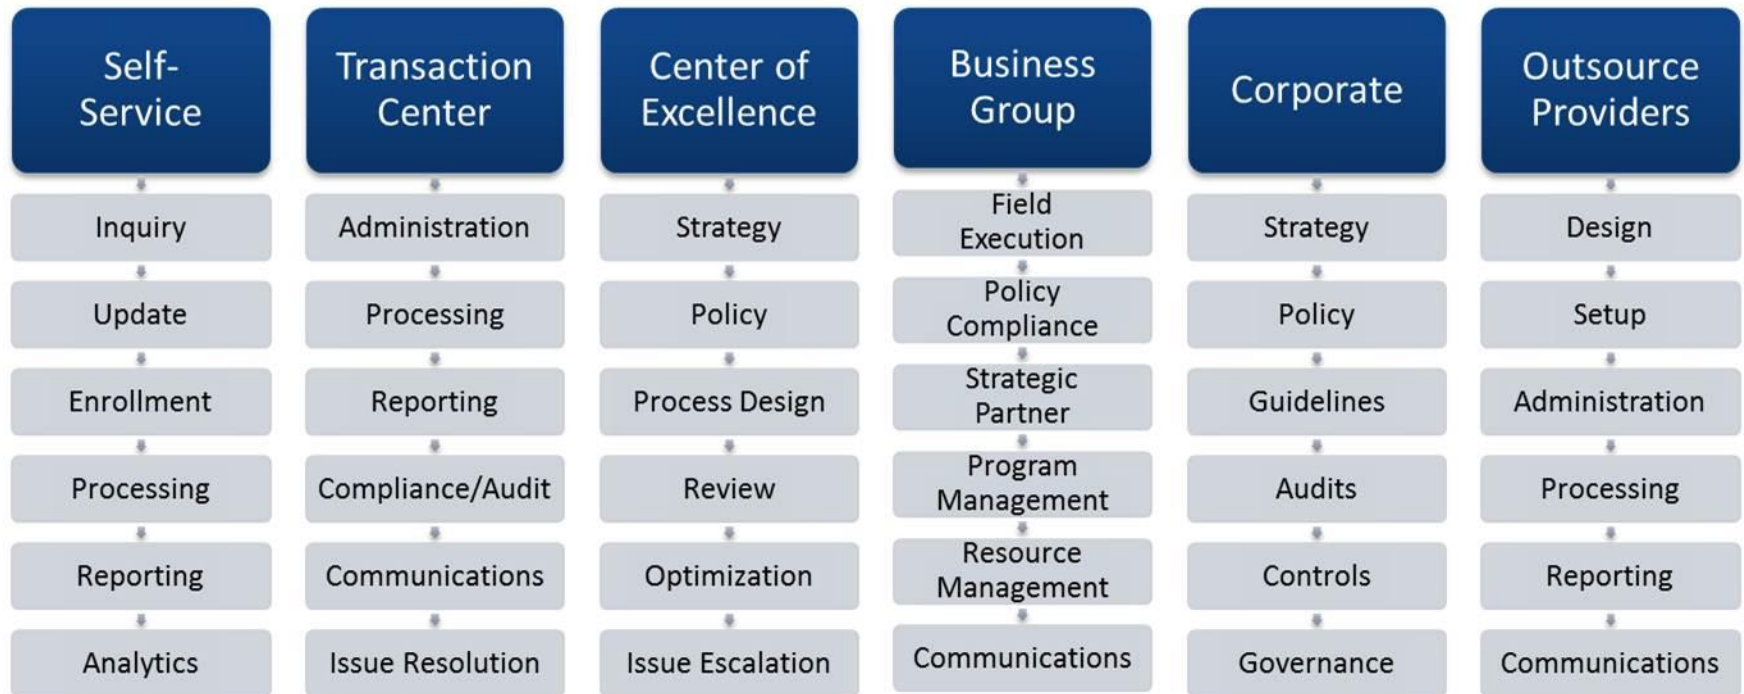 Self-
Service
Inquiry
Update
Enrollment
Processing
Reporting
Analytics
Transaction
Center
Administration
Processing
Reporting
Compliance/Audit
Communications
Issue Resolution
Center of
Excellence
Strategy
Policy
Process Design
Review
Optimization
Issue Escalation
Business
Group
Field
Execution
Policy
Compliance
Strategic
Partner
Program
Management
Resource
Management
Communications
Corporate
Strategy
Policy
Guidelines
Audits
Controls
Governance
Outsource
Providers
Design
Setup
Administration
Processing
Reporting
Communications